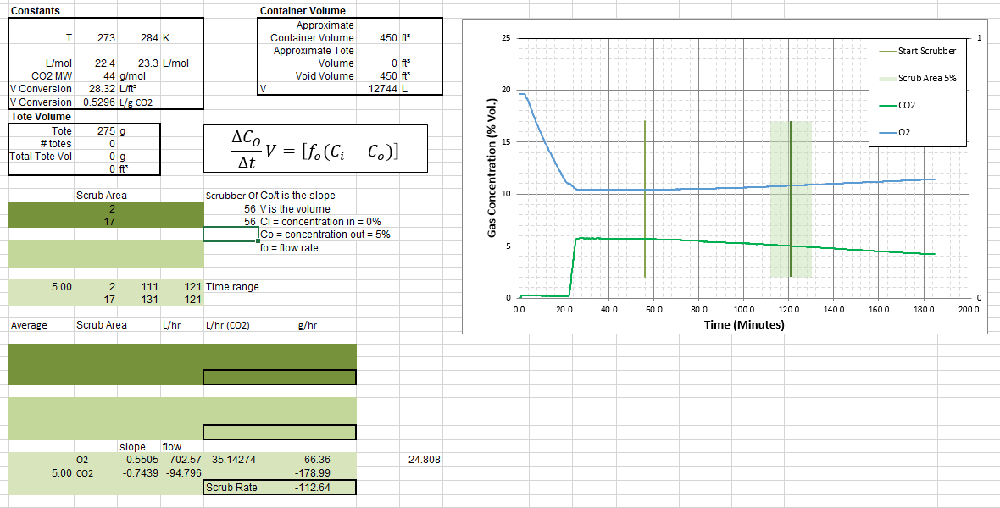 Constants
T 273 284 K
L/mol 22.4 23.3 L/mol
CO2 MW 44 g/mol
V Conversion 28.32 L/ft³
V Conversion 0.5296 L/g CO2
Tote Volume
Tote 275 g
# totes 0
Total Tote Vol 0 g
0 ft³
Container Volume
Approximate
Container Volume 450 ft³
Approximate Tote
Volume 0 ft³
Void Volume 450 ft³
V 12744 L
ΔC_O/Δt V = [f_o(C_i − C_o)]
Scrub Area Scrubber Of Co/t is the slope
2 56 V is the volume
17 56 Ci = concentration in = 0%
Co = concentration out = 5%
fo = flow rate
5.00 2 111 121 Time range
17 131 121
Average Scrub Area L/hr L/hr (CO2) g/hr
slope flow
O2 0.5505 702.57 35.14274 66.36 24.808
5.00 CO2 -0.7439 -94.796 -178.99
Scrub Rate -112.64
Gas Concentration (% Vol.)
25
20
15
10
5
0
1
0
Start Scrubber
Scrub Area 5%
CO2
O2
0.0 20.0 40.0 60.0 80.0 100.0 120.0 140.0 160.0 180.0 200.0
Time (Minutes)